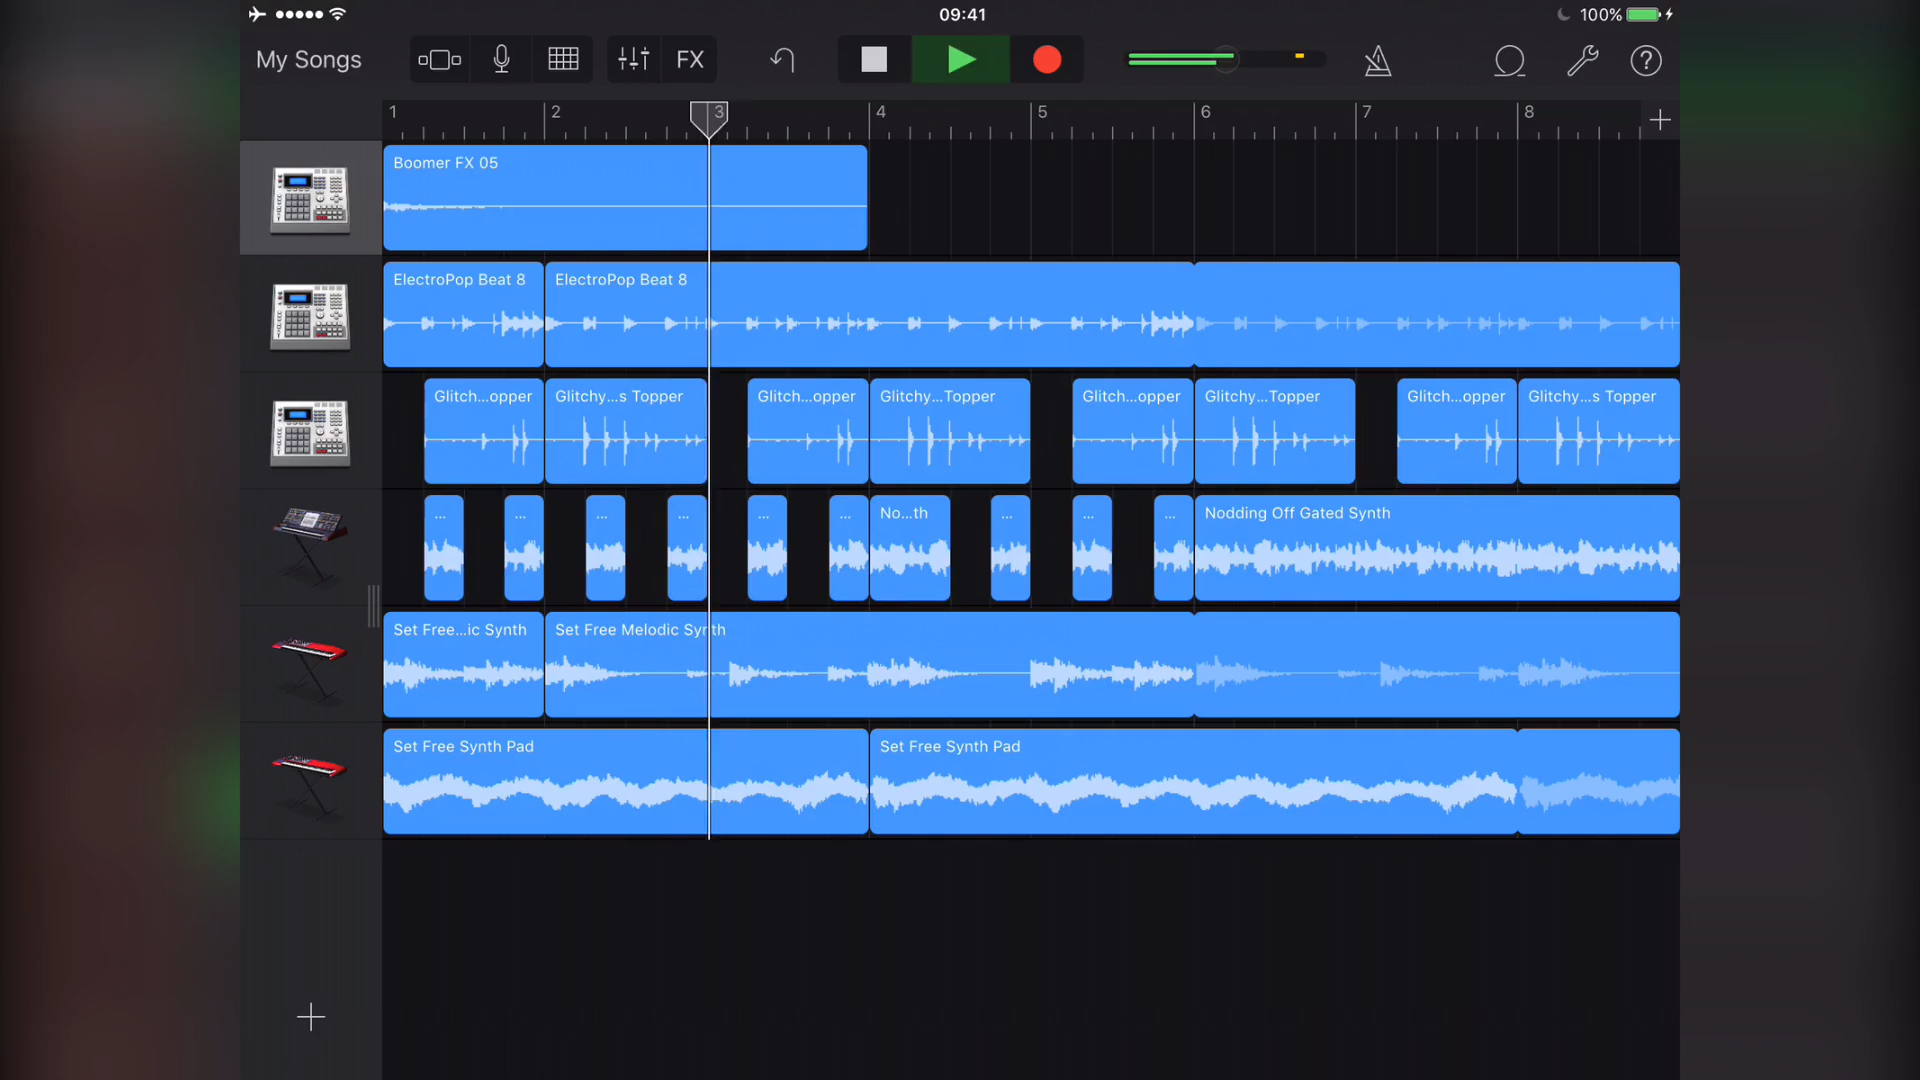 09:41
100%
My Songs
FX
?
1 2 3 4 5 6 7 8
Boomer FX 05
ElectroPop Beat 8 ElectroPop Beat 8
Glitch...opper Glitchy...s Topper Glitch...opper Glitchy...Topper Glitch...opper Glitchy...Topper Glitch...opper Glitchy...s Topper
... ... ... ... ... ... No...th ... ... ... Nodding Off Gated Synth
Set Free...ic Synth Set Free Melodic Synth
Set Free Synth Pad Set Free Synth Pad